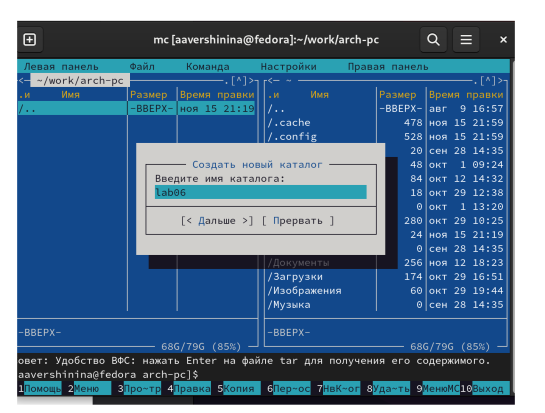 mc [aavershinina@fedora]:~/work/arch-pc
Левая панель Файл Команда Настройки Правая панель
<— ~/work/arch-pc .[^]>
.и Имя Размер Время правки
/.. -ВВЕРХ- ноя 15 21:19
-ВВЕРХ-
68G/79G (85%)
<— ~ .[^]>
.и Имя Размер Время правки
/.. -ВВЕРХ- авг 9 16:57
/.cache 478 ноя 15 21:59
/.config 528 ноя 15 21:59
20 сен 28 14:35
48 окт 1 09:24
84 окт 12 14:32
18 окт 29 12:38
0 окт 1 13:20
280 окт 29 10:25
24 ноя 15 21:19
0 сен 28 14:35
/Документы 256 ноя 12 18:23
/Загрузки 174 окт 29 16:51
/Изображения 60 окт 29 19:44
/Музыка 0 сен 28 14:35
-ВВЕРХ-
68G/79G (85%)
Создать новый каталог
Введите имя каталога:
lab06
[< Дальше >] [ Прервать ]
овет: Удобство ВФС: нажать Enter на файле tar для получения его содержимого.
aavershinina@fedora arch-pc]$
1Помощь 2Меню 3Про~тр 4Правка 5Копия 6Пер~ос 7НвК~ог 8Уда~ть 9МенюMC 10Выход